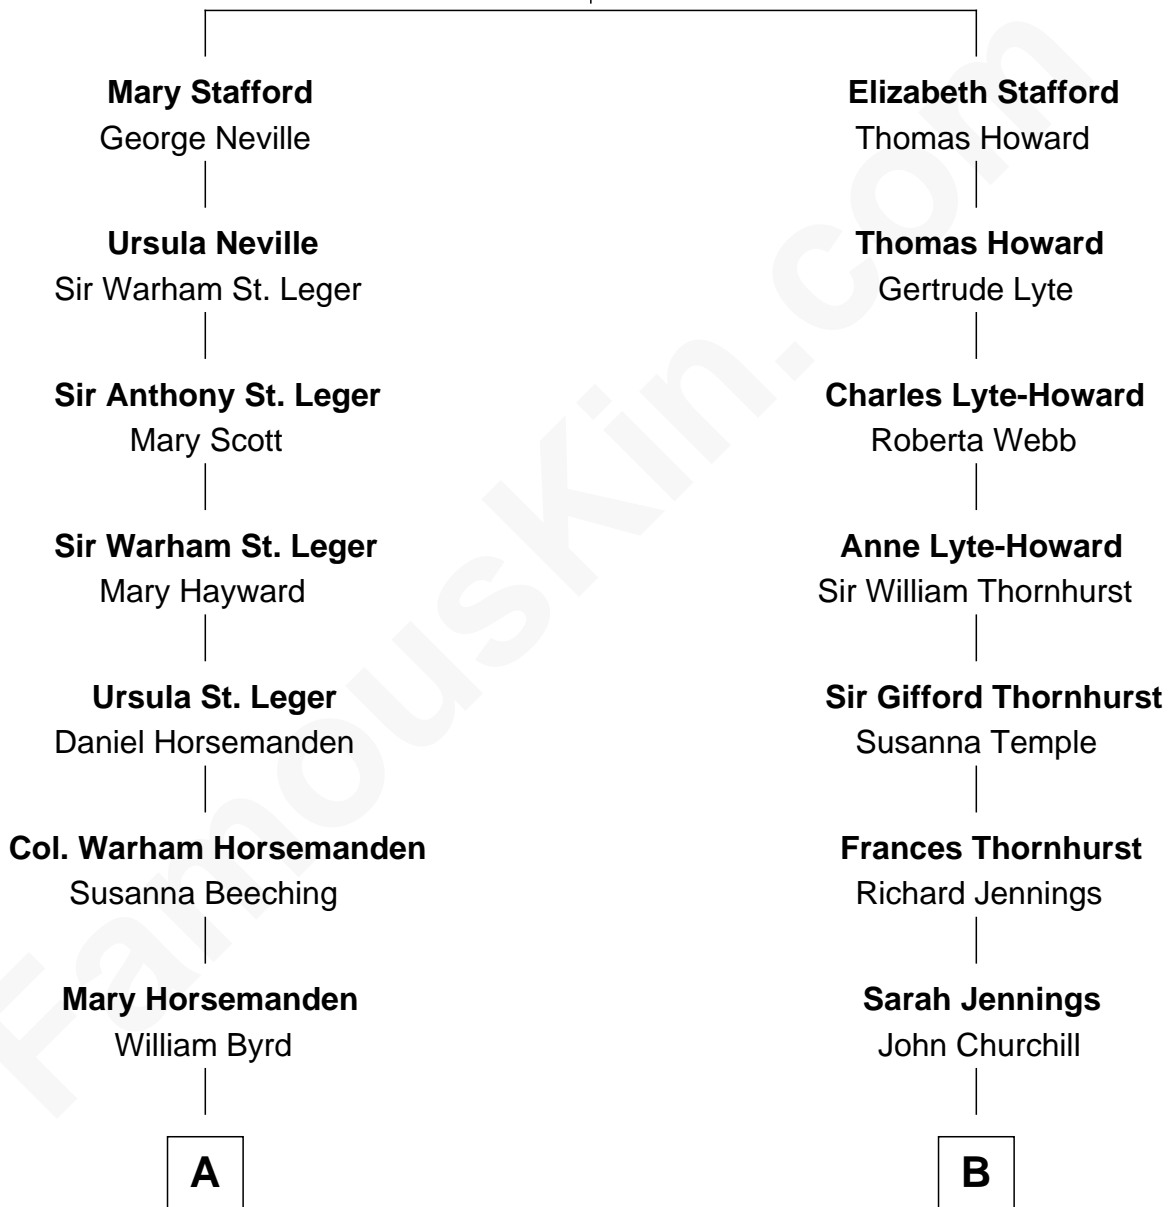 Mary Stafford
George Neville
Ursula Neville
Sir Warham St. Leger
Sir Anthony St. Leger
Mary Scott
Sir Warham St. Leger
Mary Hayward
Ursula St. Leger
Daniel Horsemanden
Col. Warham Horsemanden
Susanna Beeching
Mary Horsemanden
William Byrd
A
Elizabeth Stafford
Thomas Howard
Thomas Howard
Gertrude Lyte
Charles Lyte-Howard
Roberta Webb
Anne Lyte-Howard
Sir William Thornhurst
Sir Gifford Thornhurst
Susanna Temple
Frances Thornhurst
Richard Jennings
Sarah Jennings
John Churchill
B
FamousKin.com